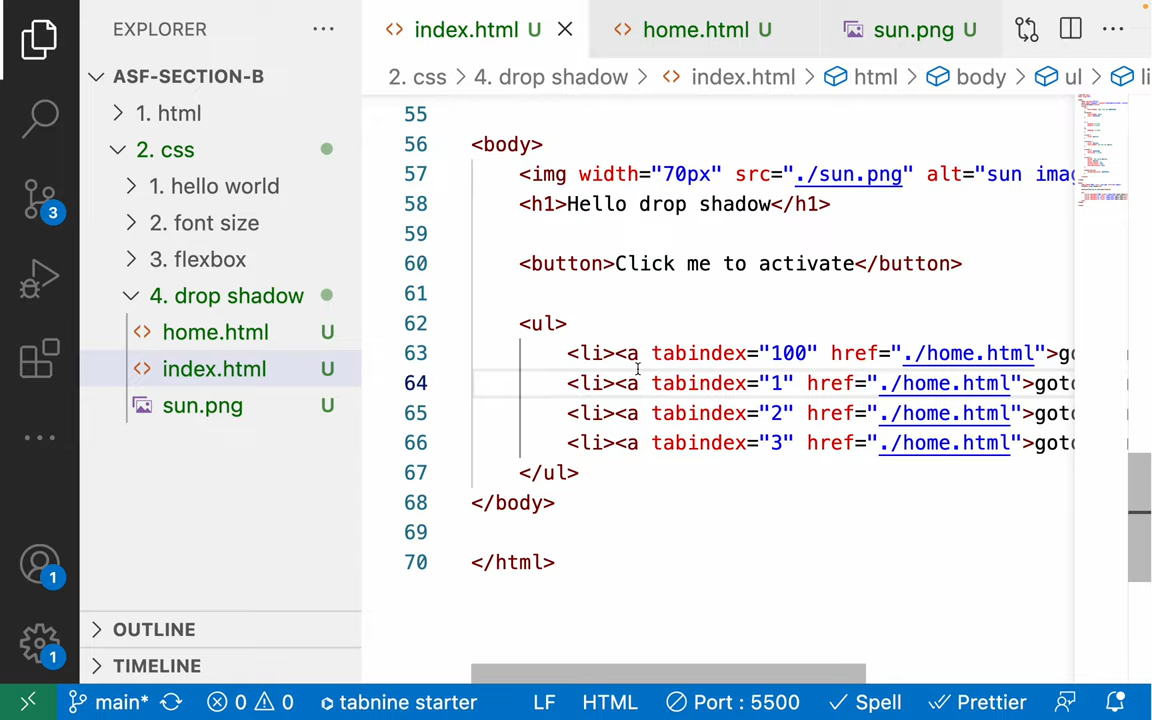 EXPLORER
ASF-SECTION-B
1. html
2. css
1. hello world
2. font size
3. flexbox
4. drop shadow
home.html U
index.html U
sun.png U
OUTLINE
TIMELINE
3
1
1
index.html U
home.html U
sun.png U
2. css > 4. drop shadow > index.html > html > body > ul > li
55
56 <body>
57 <img width="70px" src="./sun.png" alt="sun imag
58 <h1>Hello drop shadow</h1>
59
60 <button>Click me to activate</button>
61
62 <ul>
63 <li><a tabindex="100" href="./home.html">go
64 <li><a tabindex="1" href="./home.html">goto
65 <li><a tabindex="2" href="./home.html">goto
66 <li><a tabindex="3" href="./home.html">goto
67 </ul>
68 </body>
69
70 </html>
main* 0 0 tabnine starter LF HTML Port : 5500 Spell Prettier